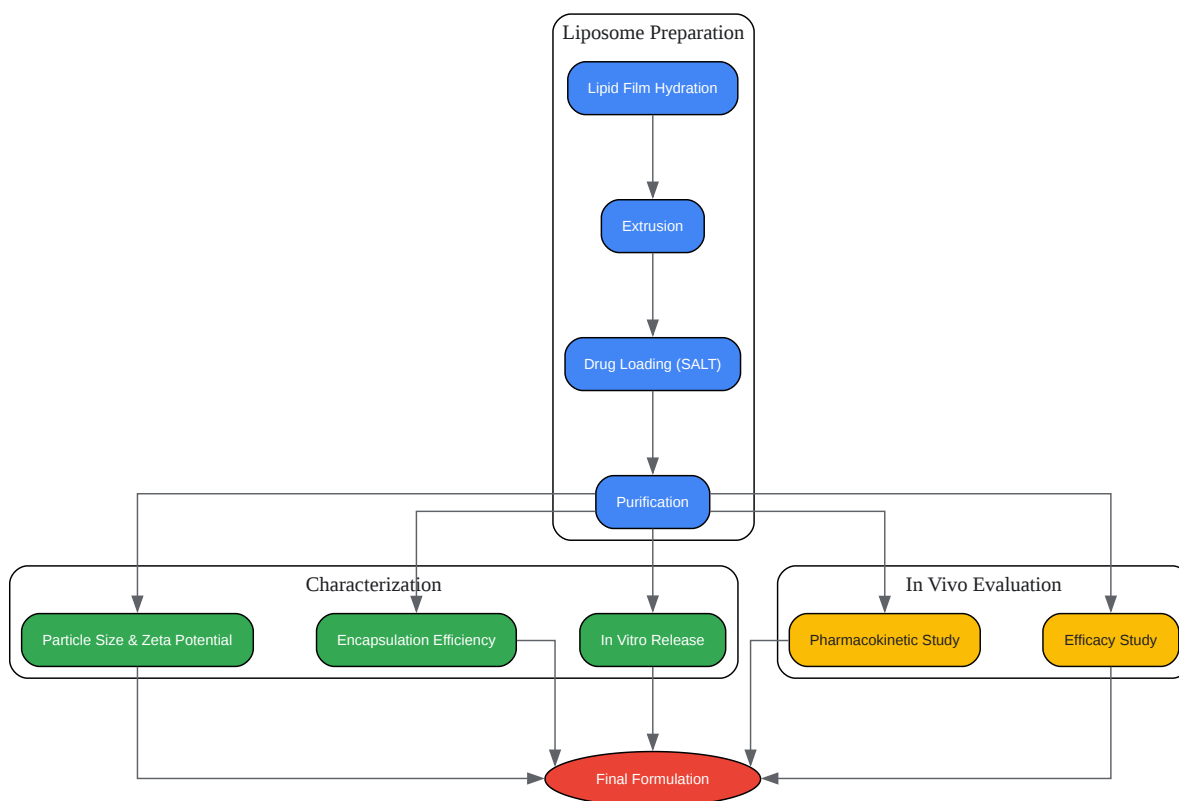 Liposome Preparation
Lipid Film Hydration
Extrusion
Drug Loading (SALT)
Purification
Characterization
In Vivo Evaluation
Particle Size & Zeta Potential
Encapsulation Efficiency
In Vitro Release
Pharmacokinetic Study
Efficacy Study
Final Formulation